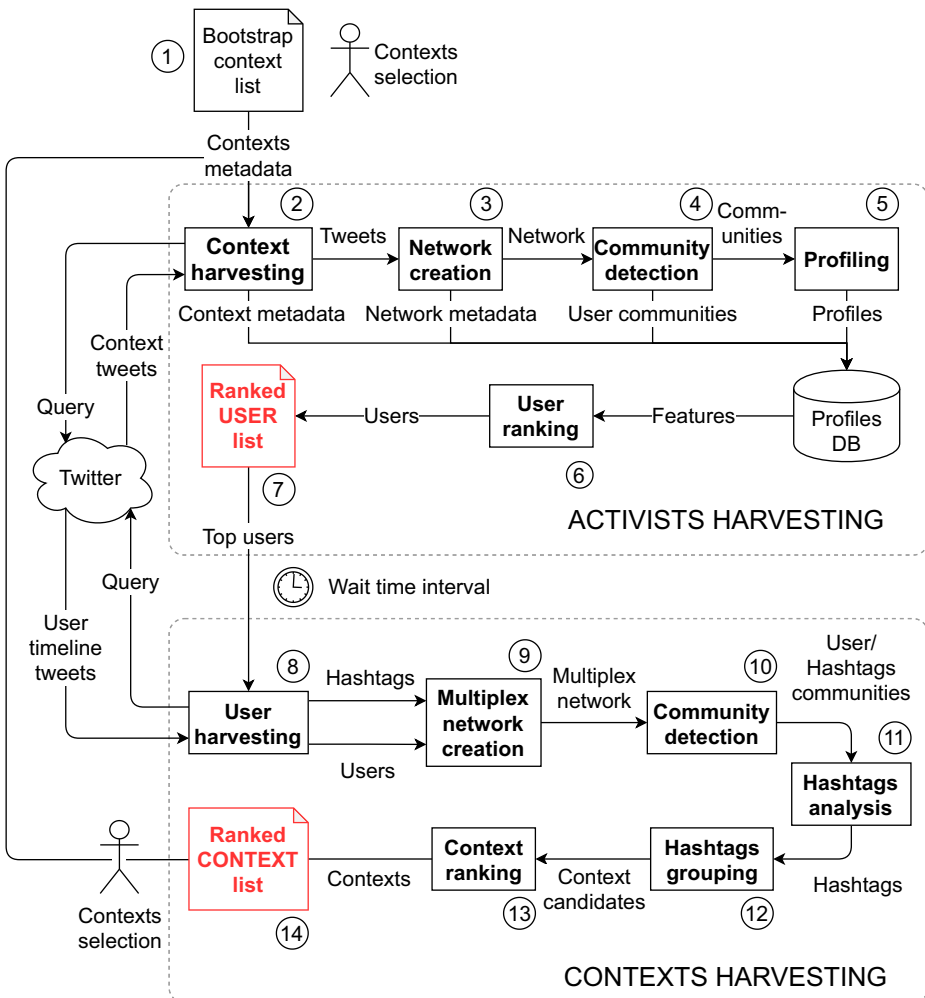 1
Bootstrap
context
list
Contexts
selection
Contexts
metadata
2
3
4
Comm-
unities
5
Context
harvesting
Tweets
Network
creation
Network
Community
detection
Profiling
Context metadata
Network metadata
User communities
Profiles
Context
tweets
Query
Ranked
USER
list
Users
User
ranking
Features
Profiles
DB
Twitter
7
6
ACTIVISTS HARVESTING
Top users
Query
Wait time interval
User
timeline
tweets
8
Hashtags
9
Multiplex
network
10
User/
Hashtags
communities
User
harvesting
Users
Multiplex
network
creation
Community
detection
11
Hashtags
analysis
Ranked
CONTEXT
list
Contexts
Context
ranking
Context
candidates
Hashtags
grouping
Hashtags
Contexts
selection
14
13
12
CONTEXTS HARVESTING